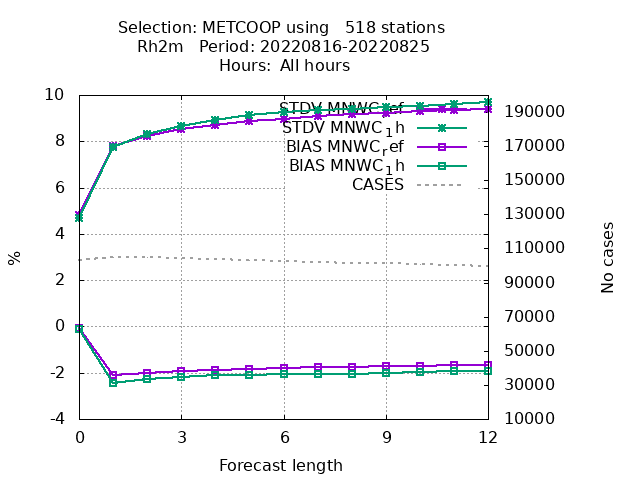 Selection: METCOOP using   518 stations
Rh2m   Period: 20220816-20220825
Hours:  All hours
STDV MNWCref
STDV MNWC1h
BIAS MNWCref
BIAS MNWC1h
CASES
%
10
8
6
4
2
0
-2
-4
190000
170000
150000
130000
110000
90000
70000
50000
30000
10000
No cases
0 3 6 9 12
Forecast length